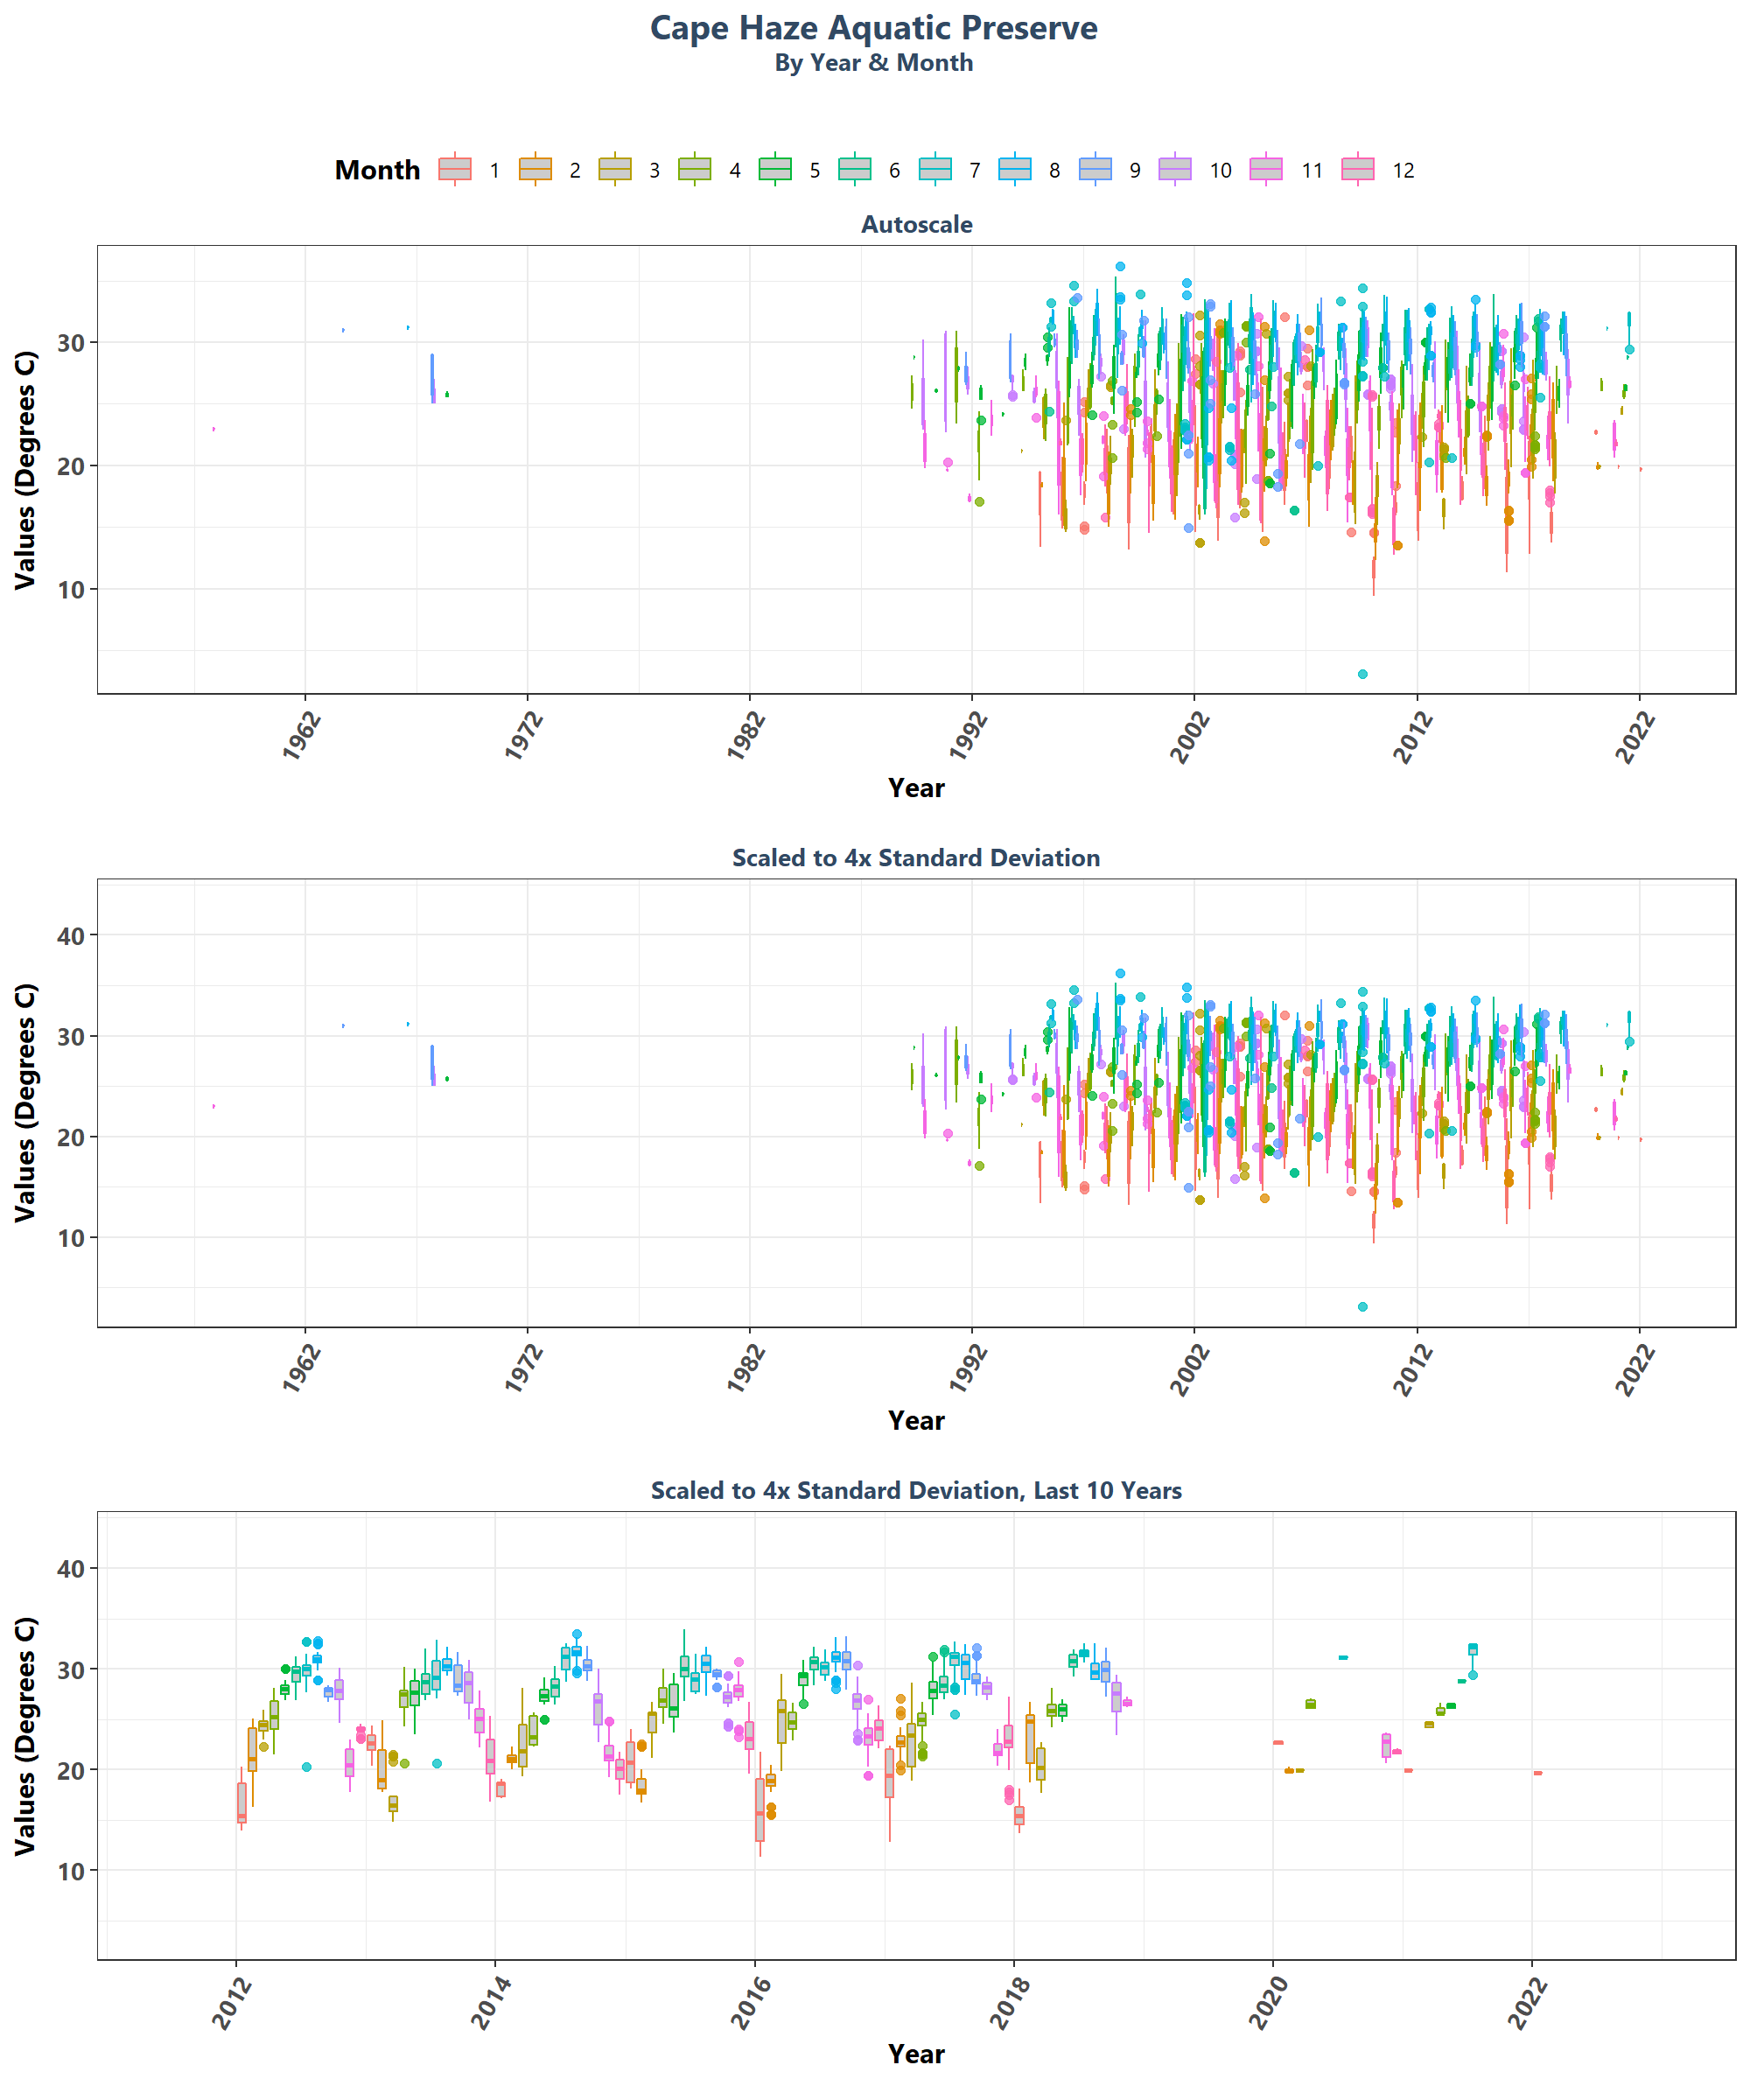 Cape Haze Aquatic Preserve
By Year & Month
Month 1 2 3 4 5 6 7 8 9 10 11 12
Autoscale
Values (Degrees C)
30
20
10
1962 1972 1982 1992 2002 2012 2022
Year
Scaled to 4x Standard Deviation
Values (Degrees C)
40
30
20
10
1962 1972 1982 1992 2002 2012 2022
Year
Scaled to 4x Standard Deviation, Last 10 Years
Values (Degrees C)
40
30
20
10
2012 2014 2016 2018 2020 2022
Year